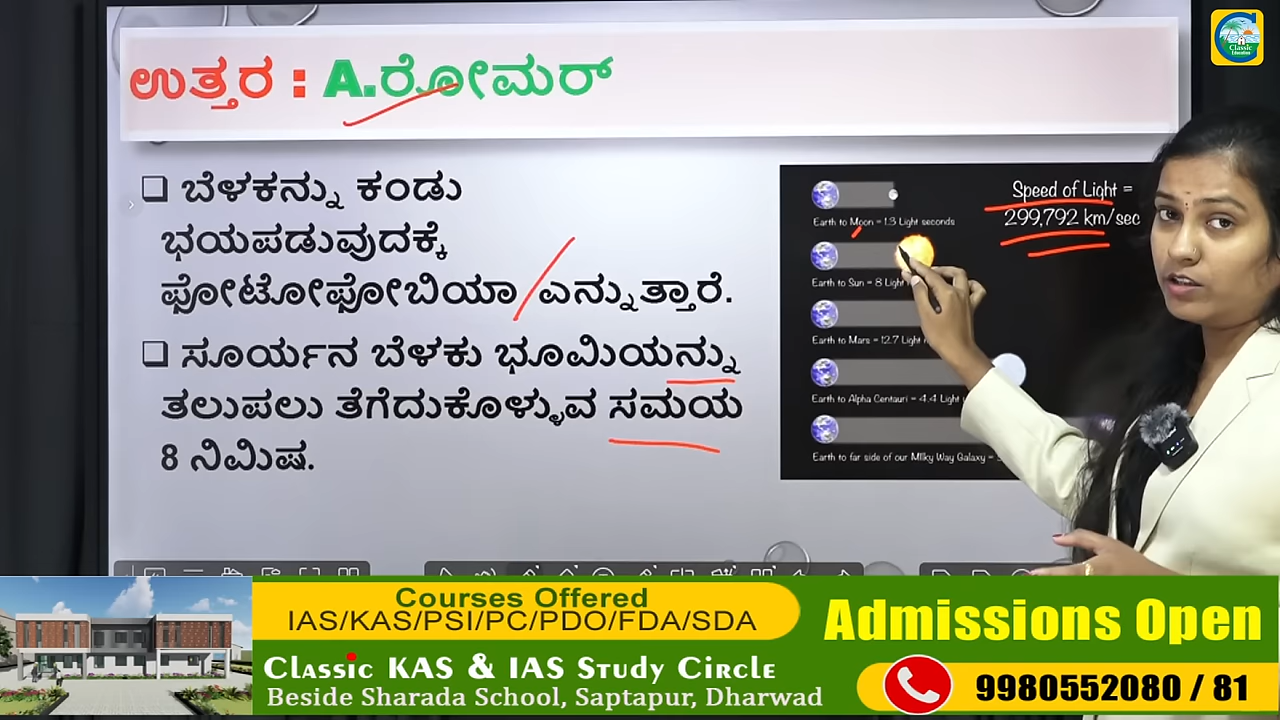 ಉತ್ತರ : A.ರೋಮರ್
Classic
Education
❑ ಬೆಳಕನ್ನು ಕಂಡು
ಭಯಪಡುವುದಕ್ಕೆ
ಫೋಟೋಫೋಬಿಯಾ ಎನ್ನುತ್ತಾರೆ.
❑ ಸೂರ್ಯನ ಬೆಳಕು ಭೂಮಿಯನ್ನು
ತಲುಪಲು ತೆಗೆದುಕೊಳ್ಳುವ ಸಮಯ
8 ನಿಮಿಷ.
Speed of Light =
299,792 km/sec
Earth to Moon = 1.3 Light seconds
Earth to Sun = 8 Light
Earth to Mars = 12.7 Light
Earth to Alpha Centauri = 4.4 Light
Earth to far side of our Milky Way Galaxy =
Courses Offered
IAS/KAS/PSI/PC/PDO/FDA/SDA
Classic KAS & IAS Study Circle
Beside Sharada School, Saptapur, Dharwad
Admissions Open
9980552080 / 81